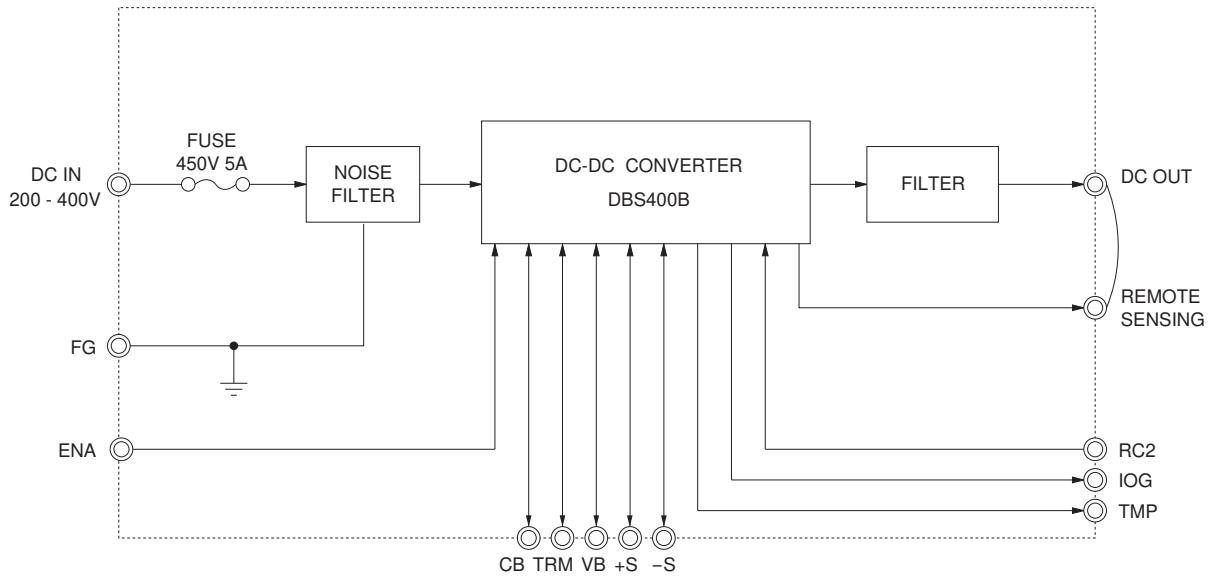 FUSE
450V 5A
DC IN
200 - 400V
NOISE
FILTER
DC-DC CONVERTER
DBS400B
FILTER
DC OUT
REMOTE
SENSING
FG
ENA
RC2
IOG
TMP
CB TRM VB +S −S